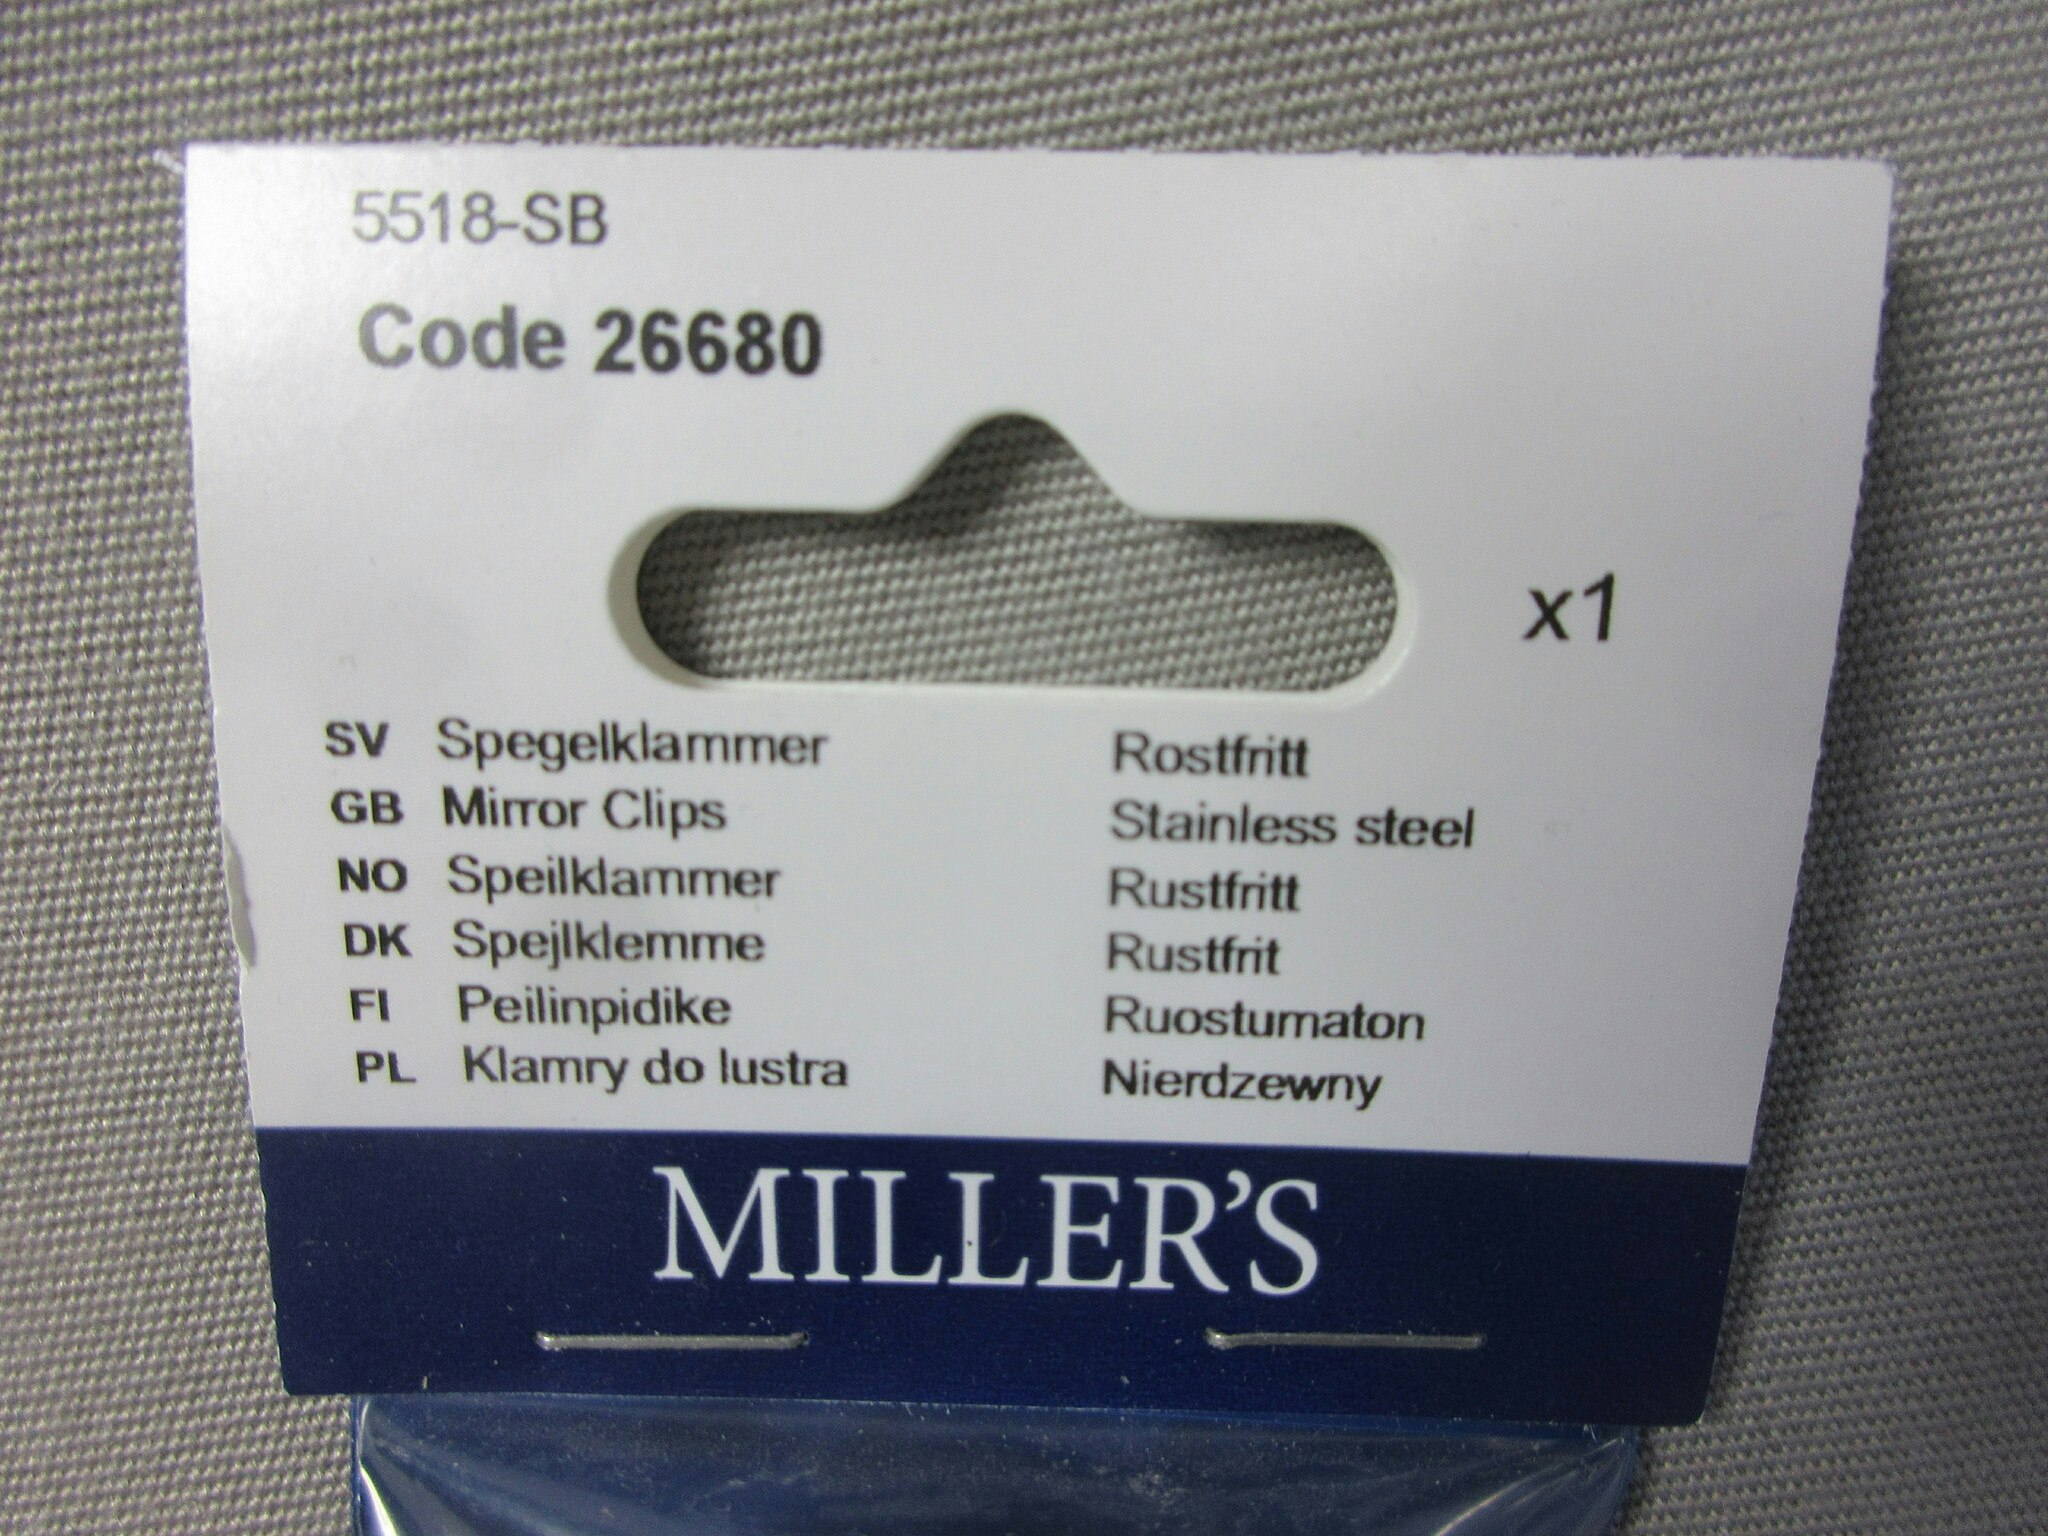 5518-SB
Code 26680
x1
SV Spegelklammer Rostfritt
GB Mirror Clips Stainless steel
NO Speilklammer Rustfritt
DK Spejlklemme Rustfrit
FI Peilinpidike Ruostumaton
PL Klamry do lustra Nierdzewny
MILLER'S